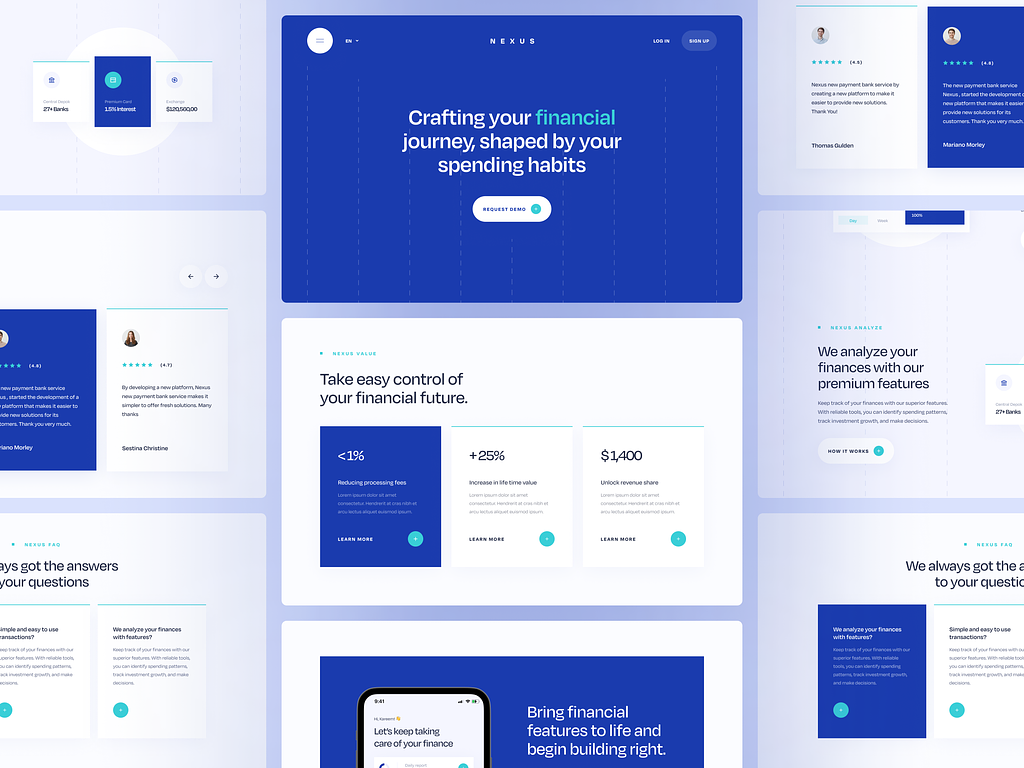 Central Depot
27+ Banks
Premium Card
1.5% Interest
Exchange
$120,500,00
EN
NEXUS
LOG IN
SIGN UP
Crafting your financial
journey, shaped by your
spending habits
REQUEST DEMO
(4.5)
Nexus new payment bank service by
creating a new platform to make it
easier to provide new solutions.
Thank You!
Thomas Gulden
(4.8)
The new payment bank service
Nexus, started the development o
new platform that makes it easier
provide new solutions for its
customers. Thank you very much.
Mariano Morley
(4.8)
new payment bank service
us, started the development of a
platform that makes it easier to
vide new solutions for its
tomers. Thank you very much.
riano Morley
(4.7)
By developing a new platform, Nexus
new payment bank service makes it
simpler to offer fresh solutions. Many
thanks
Sestina Christine
NEXUS VALUE
Take easy control of
your financial future.
<1%
Reducing processing fees
Lorem ipsum dolor sit amet
consectetur. Hendrerit at cras nibh et
arcu lectus aliquet euismod ipsum.
LEARN MORE
+25%
Increase in life time value
Lorem ipsum dolor sit amet
consectetur. Hendrerit at cras nibh et
arcu lectus aliquet euismod ipsum.
LEARN MORE
$1,400
Unlock revenue share
Lorem ipsum dolor sit amet
consectetur. Hendrerit at cras nibh et
arcu lectus aliquet euismod ipsum.
LEARN MORE
Day
100%
NEXUS ANALYZE
We analyze your
finances with our
premium features
Keep track of your finances with our superior features.
With reliable tools, you can identify spending patterns,
track investment growth, and make decisions.
HOW IT WORKS
Central Depot
27+ Banks
NEXUS FAQ
ays got the answers
your questions
imple and easy to use
ransactions?
Keep track of your finances with our
superior features. With reliable tools,
you can identify spending patterns,
track investment growth, and make
decisions.
We analyze your finances
with features?
Keep track of your finances with our
superior features. With reliable tools,
you can identify spending patterns,
track investment growth, and make
decisions.
9:41
Hi, Kareem!
Let's keep taking
care of your finance
Daily report
Bring financial
features to life and
begin building right.
NEXUS FAQ
We always got the a
to your questio
We analyze your finances
with features?
Keep track of your finances with our
superior features. With reliable
tools, you can identify spending
patterns, track investment growth,
and make decisions.
Simple and easy to use
transactions?
Keep track of your finances with o
superior features. With reliable to
you can identify spending patterns
track investment growth, and mak
decisions.